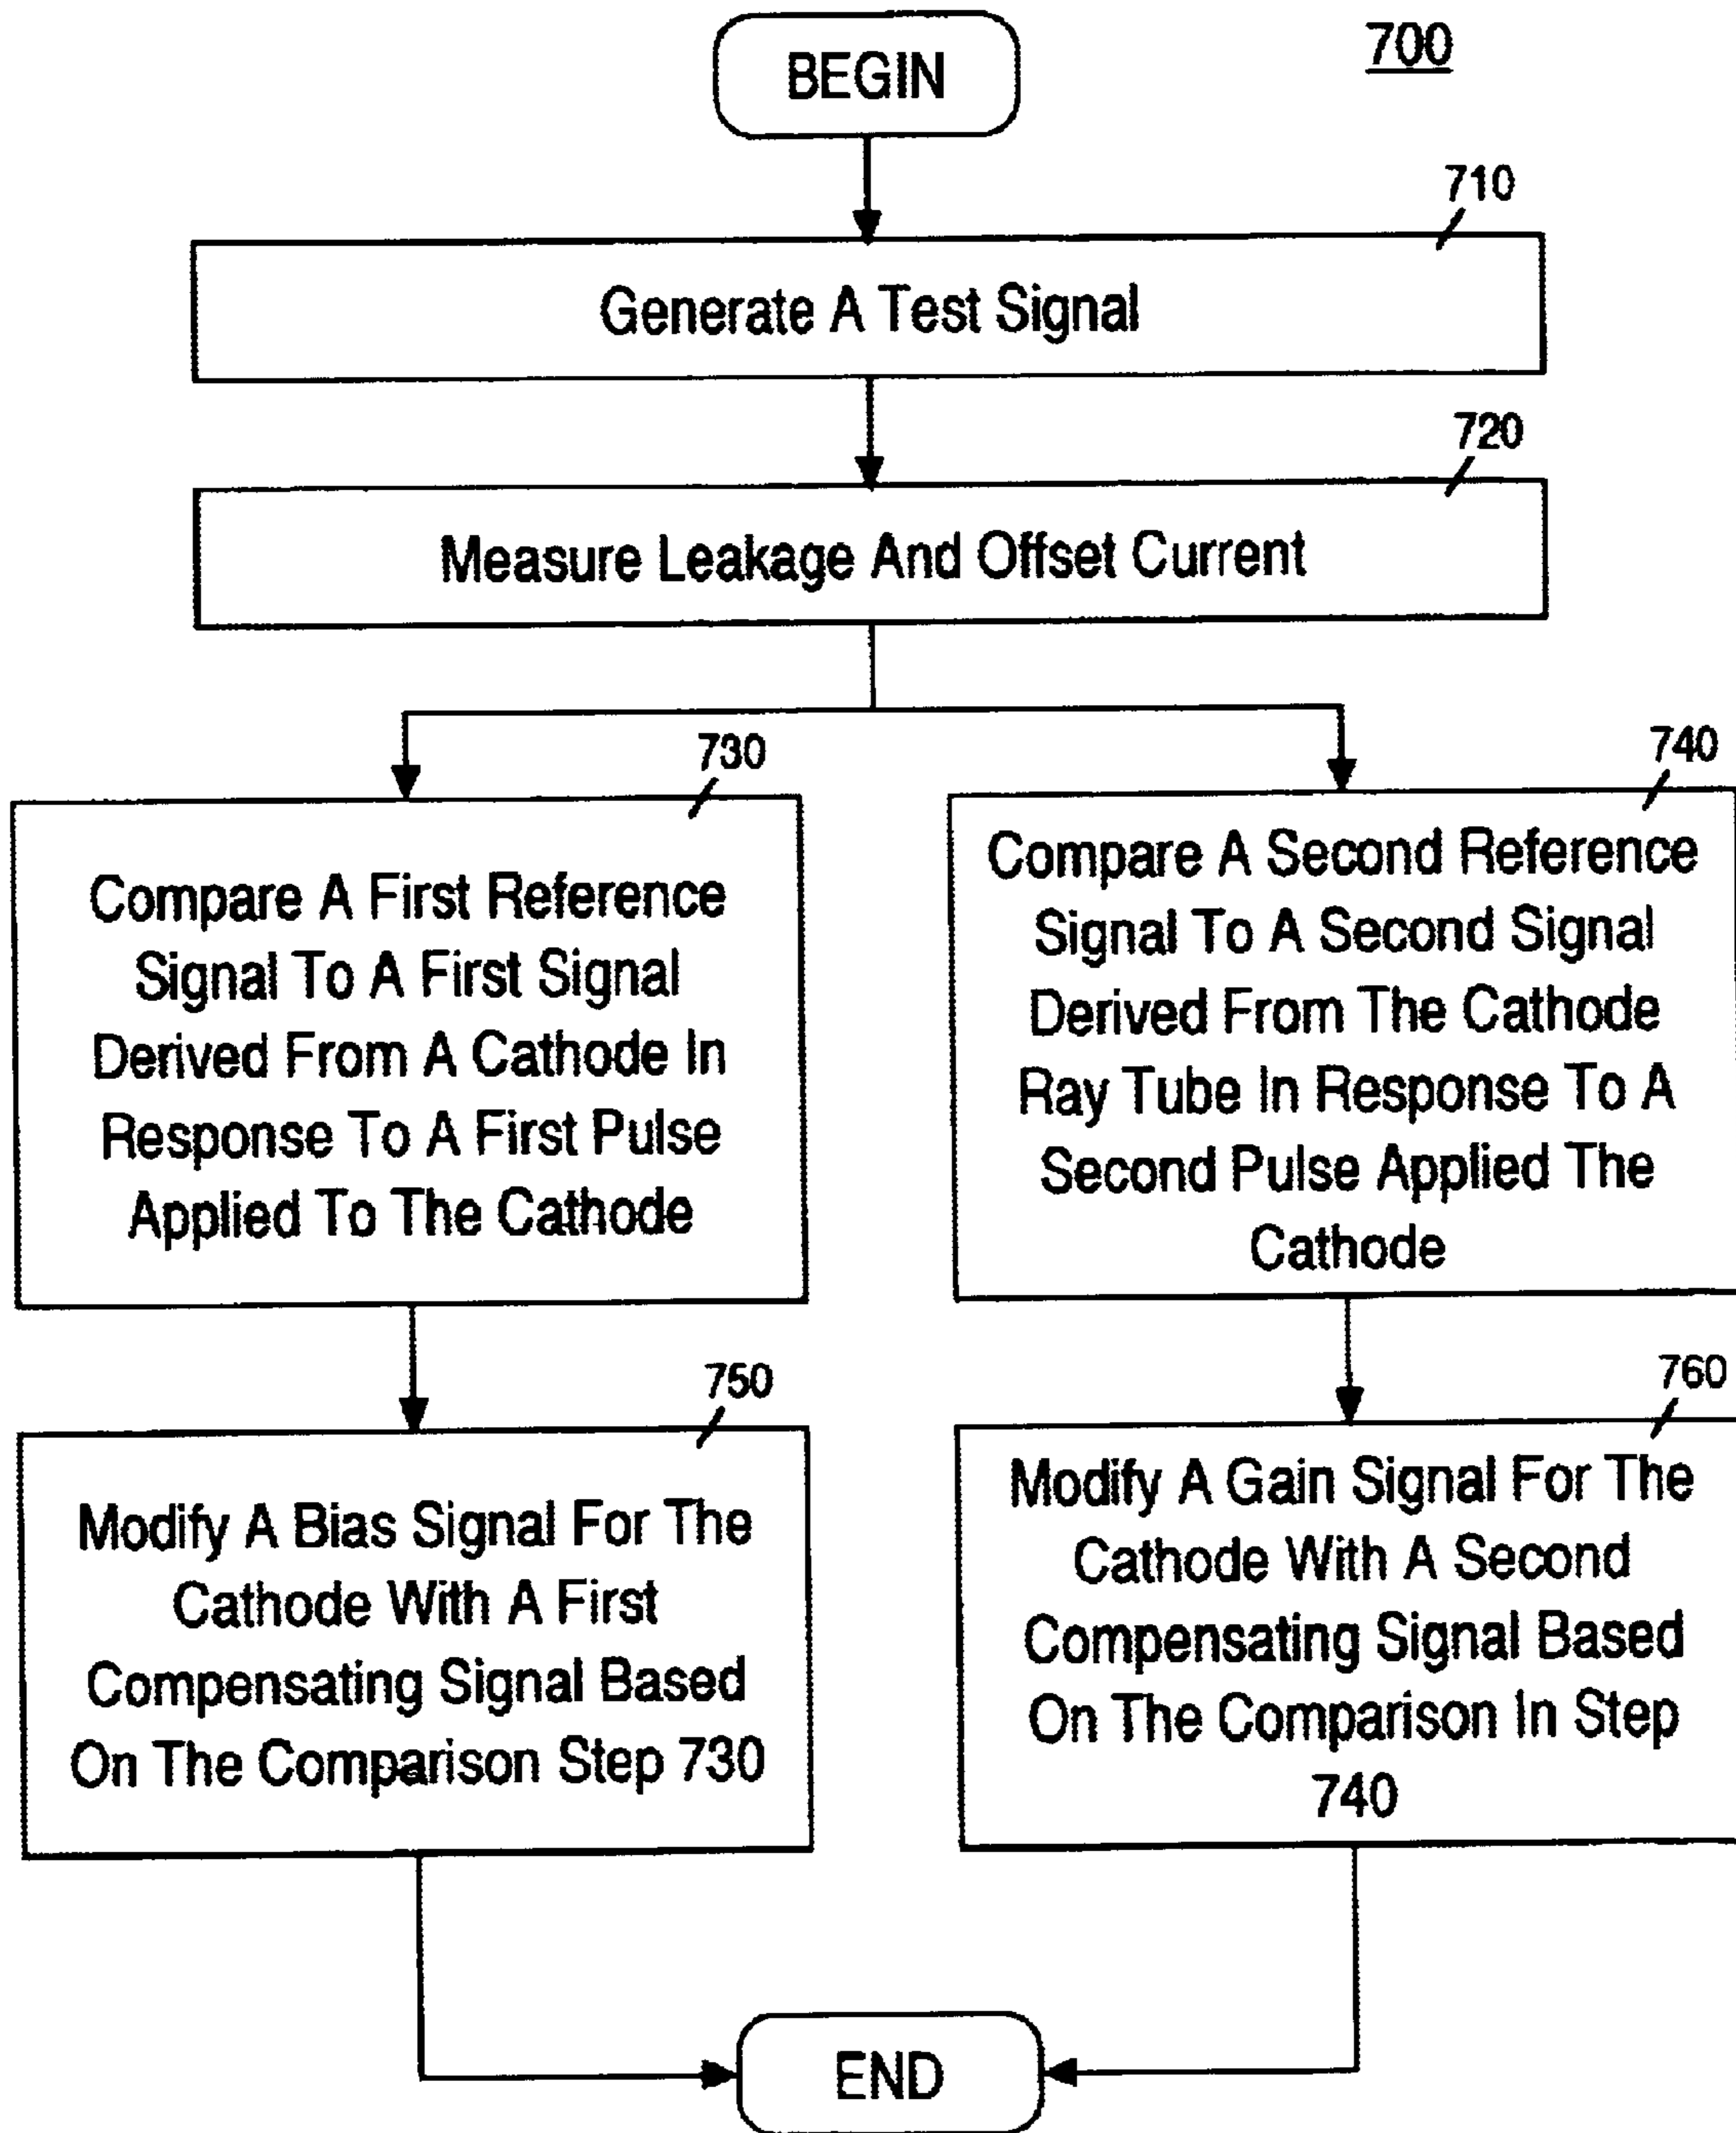 700
BEGIN
710
Generate A Test Signal
720
Measure Leakage And Offset Current
730
Compare A First Reference
Signal To A First Signal
Derived From A Cathode In
Response To A First Pulse
Applied To The Cathode
740
Compare A Second Reference
Signal To A Second Signal
Derived From The Cathode
Ray Tube In Response To A
Second Pulse Applied The
Cathode
750
Modify A Bias Signal For The
Cathode With A First
Compensating Signal Based
On The Comparison Step 730
760
Modify A Gain Signal For The
Cathode With A Second
Compensating Signal Based
On The Comparison In Step
740
END